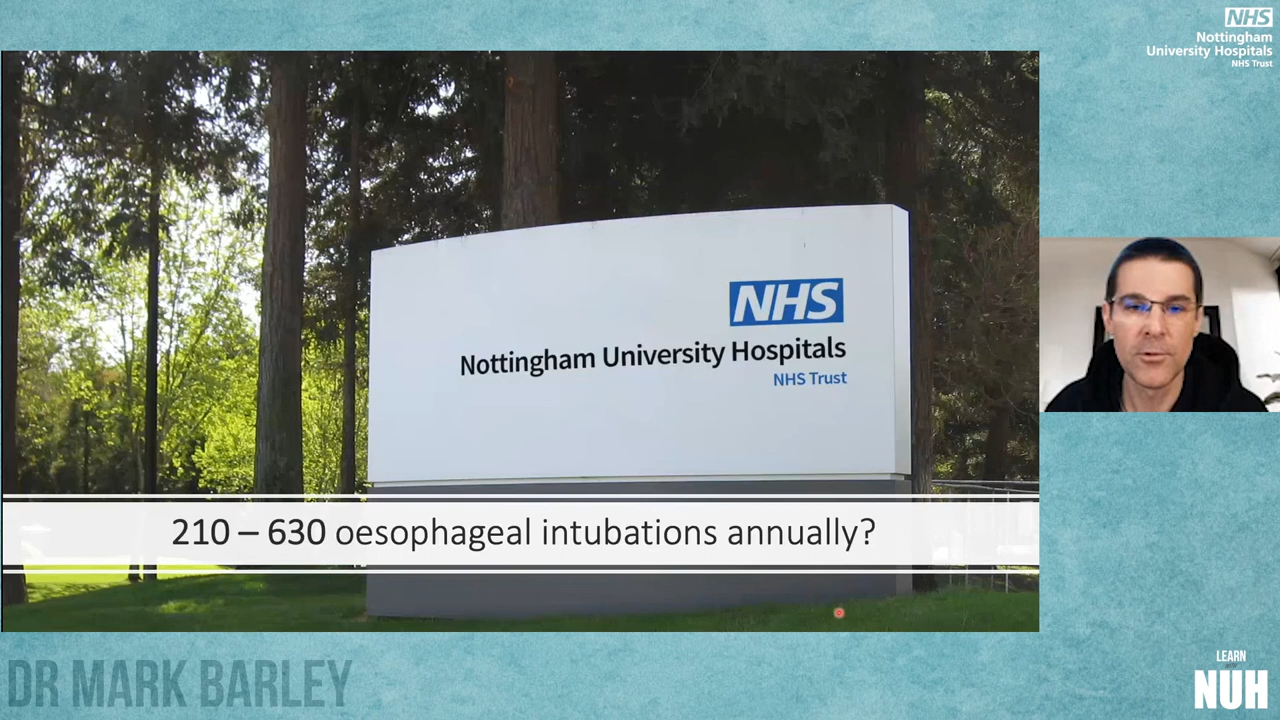 NHS
Nottingham
University Hospitals
NHS Trust
NHS
Nottingham University Hospitals
NHS Trust
210 – 630 oesophageal intubations annually?
DR MARK BARLEY
LEARN
NUH